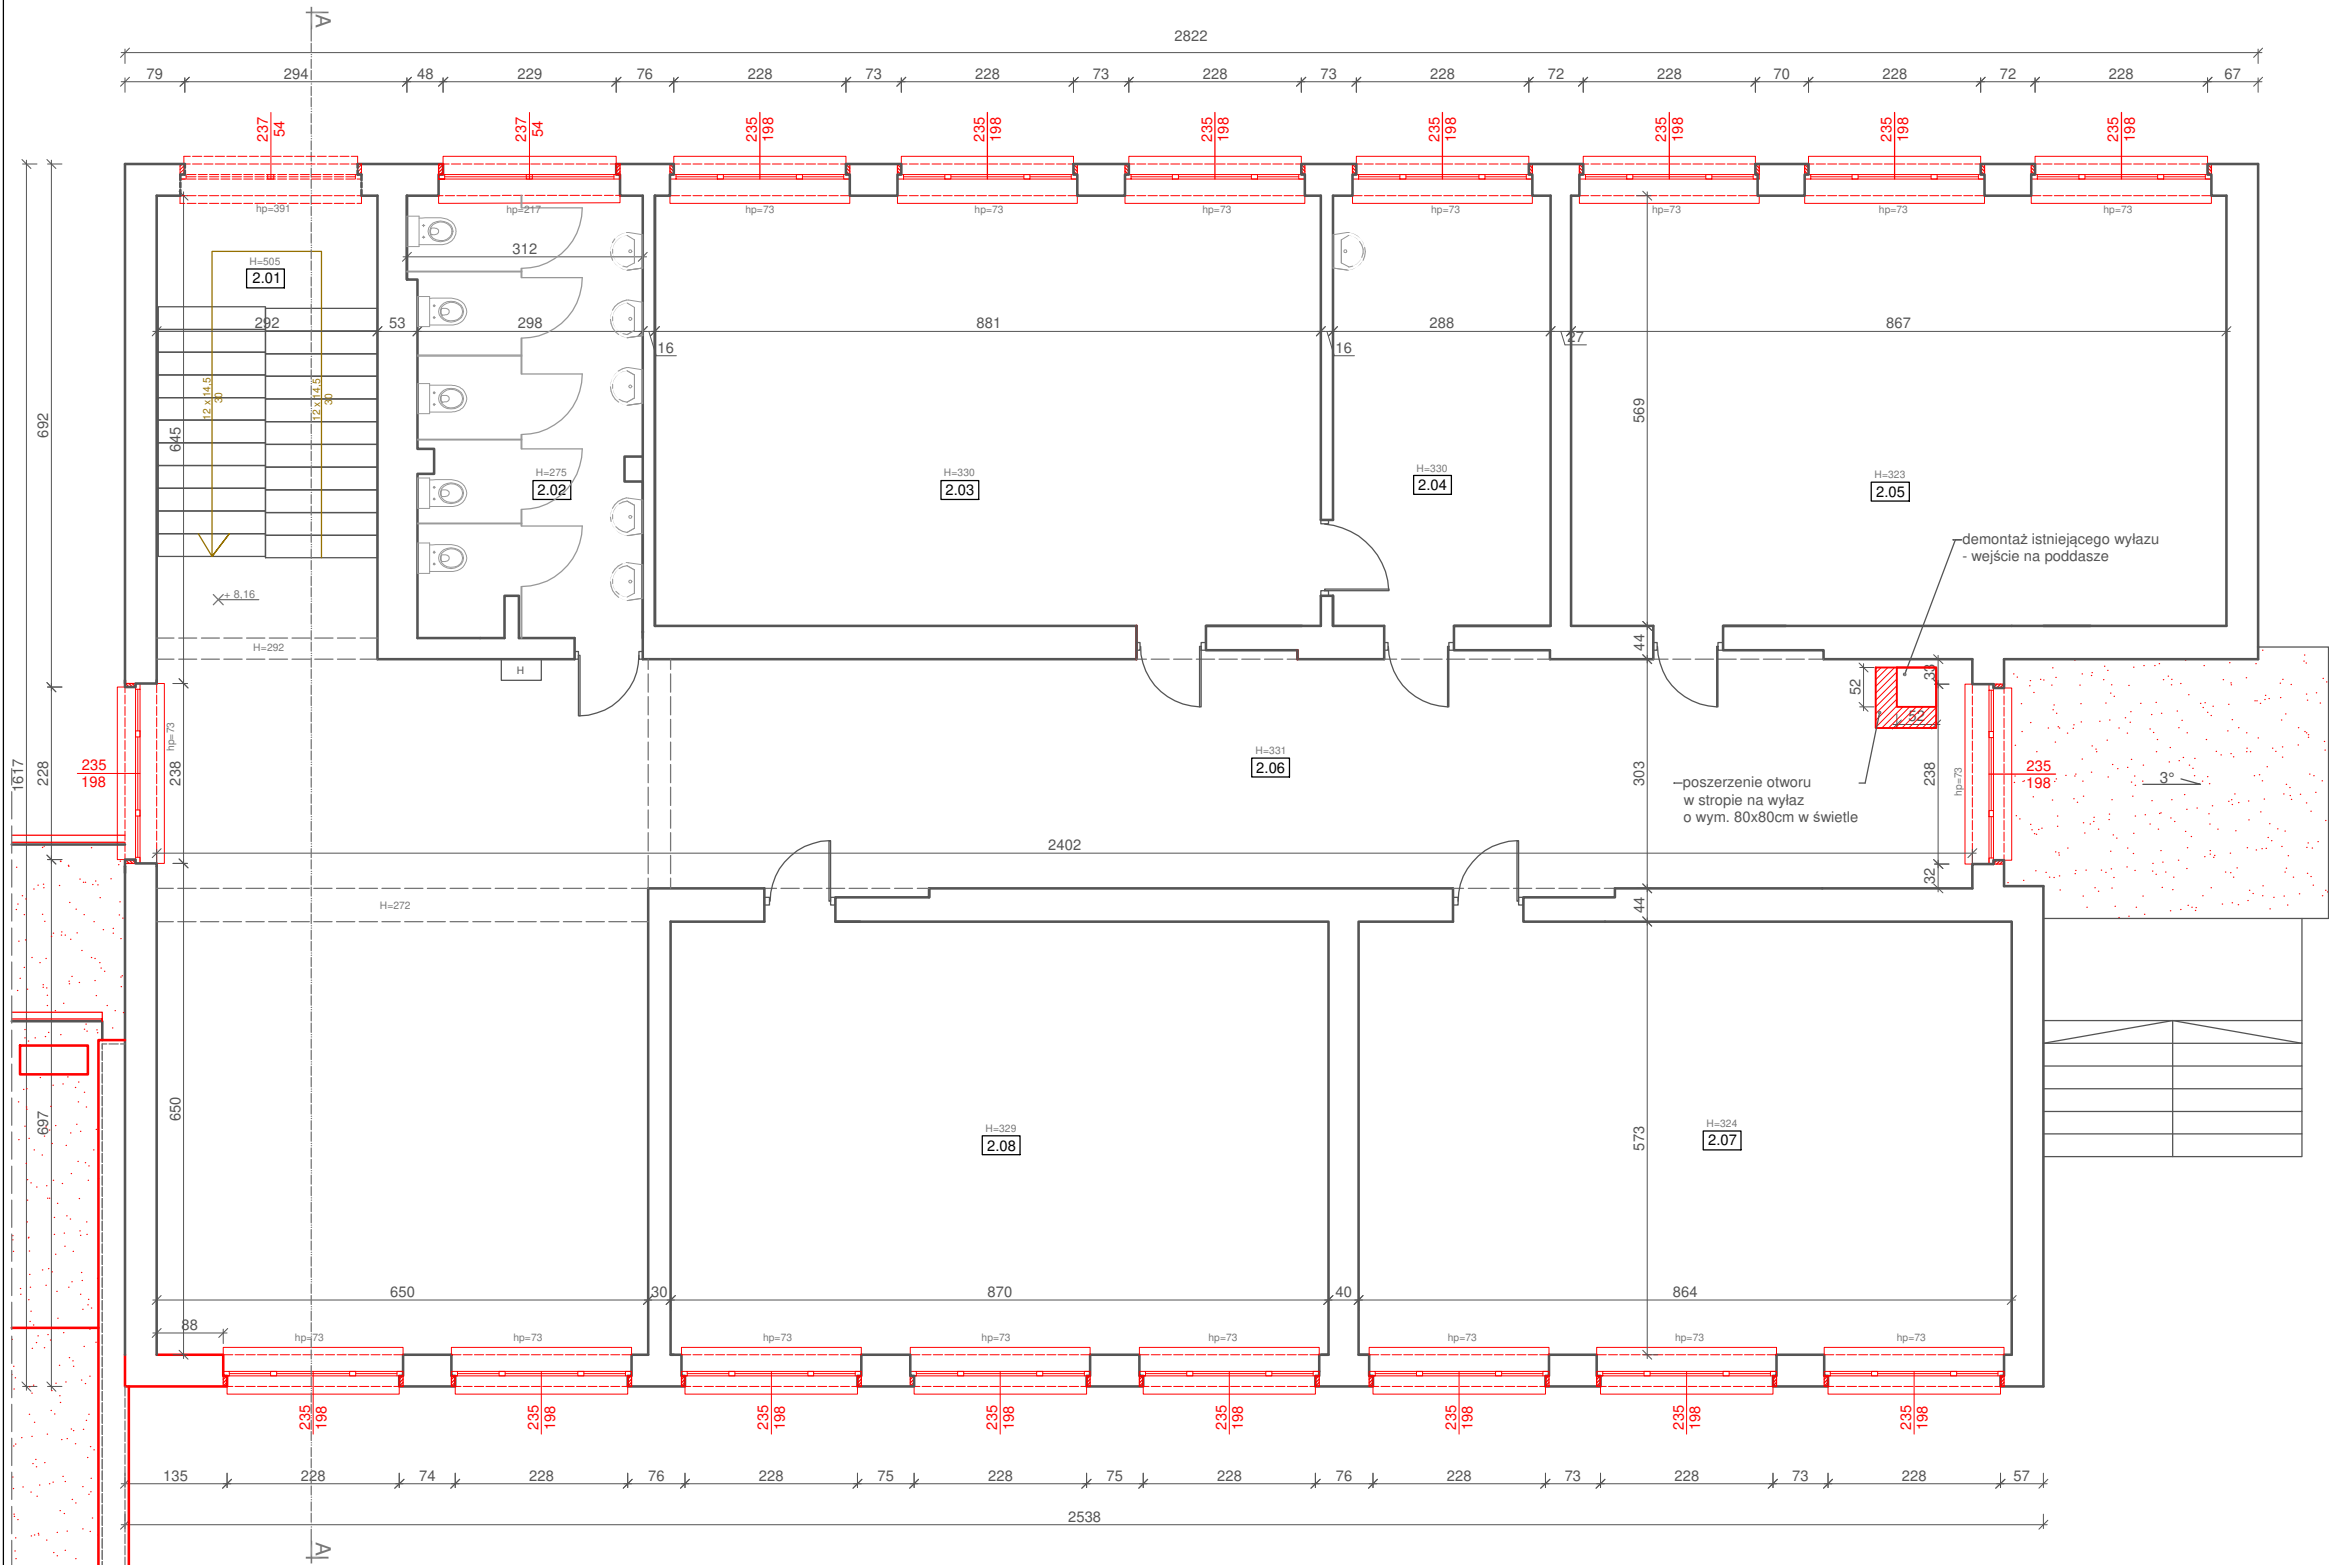 A
2822
79 294 48 229 76 228 73 228 73 228 73 228 72 228 70 228 72 228 67
237 54
237 54
235 198
235 198
235 198
235 198
235 198
235 198
235 198
hp=391
hp=217
hp=73
hp=73
hp=73
hp=73
hp=73
hp=73
hp=73
312
H=505
2.01
292 53 298 16 881 16 288 27 867
12 x 14,5
30
12 x 14,5
30
645
692
569
H=275
2.02
H=330
2.03
H=330
2.04
H=323
2.05
demontaż istniejącego wyłazu
- wejście na poddasze
+ 8,16
H=292
H
44
33
52
52
7
hp=73
238
235
198
228
1617
H=331
2.06
303
238
hp=73
235
198
3°
poszerzenie otworu
w stropie na wyłaz
o wym. 80x80cm w świetle
2402
32
44
H=272
650
697
H=329
2.08
573
H=324
2.07
650 30 870 40 864
88
hp=73
hp=73
hp=73
hp=73
hp=73
hp=73
hp=73
hp=73
235 198
235 198
235 198
235 198
235 198
235 198
235 198
235 198
135 228 74 228 76 228 75 228 75 228 76 228 73 228 73 228 57
2538
A